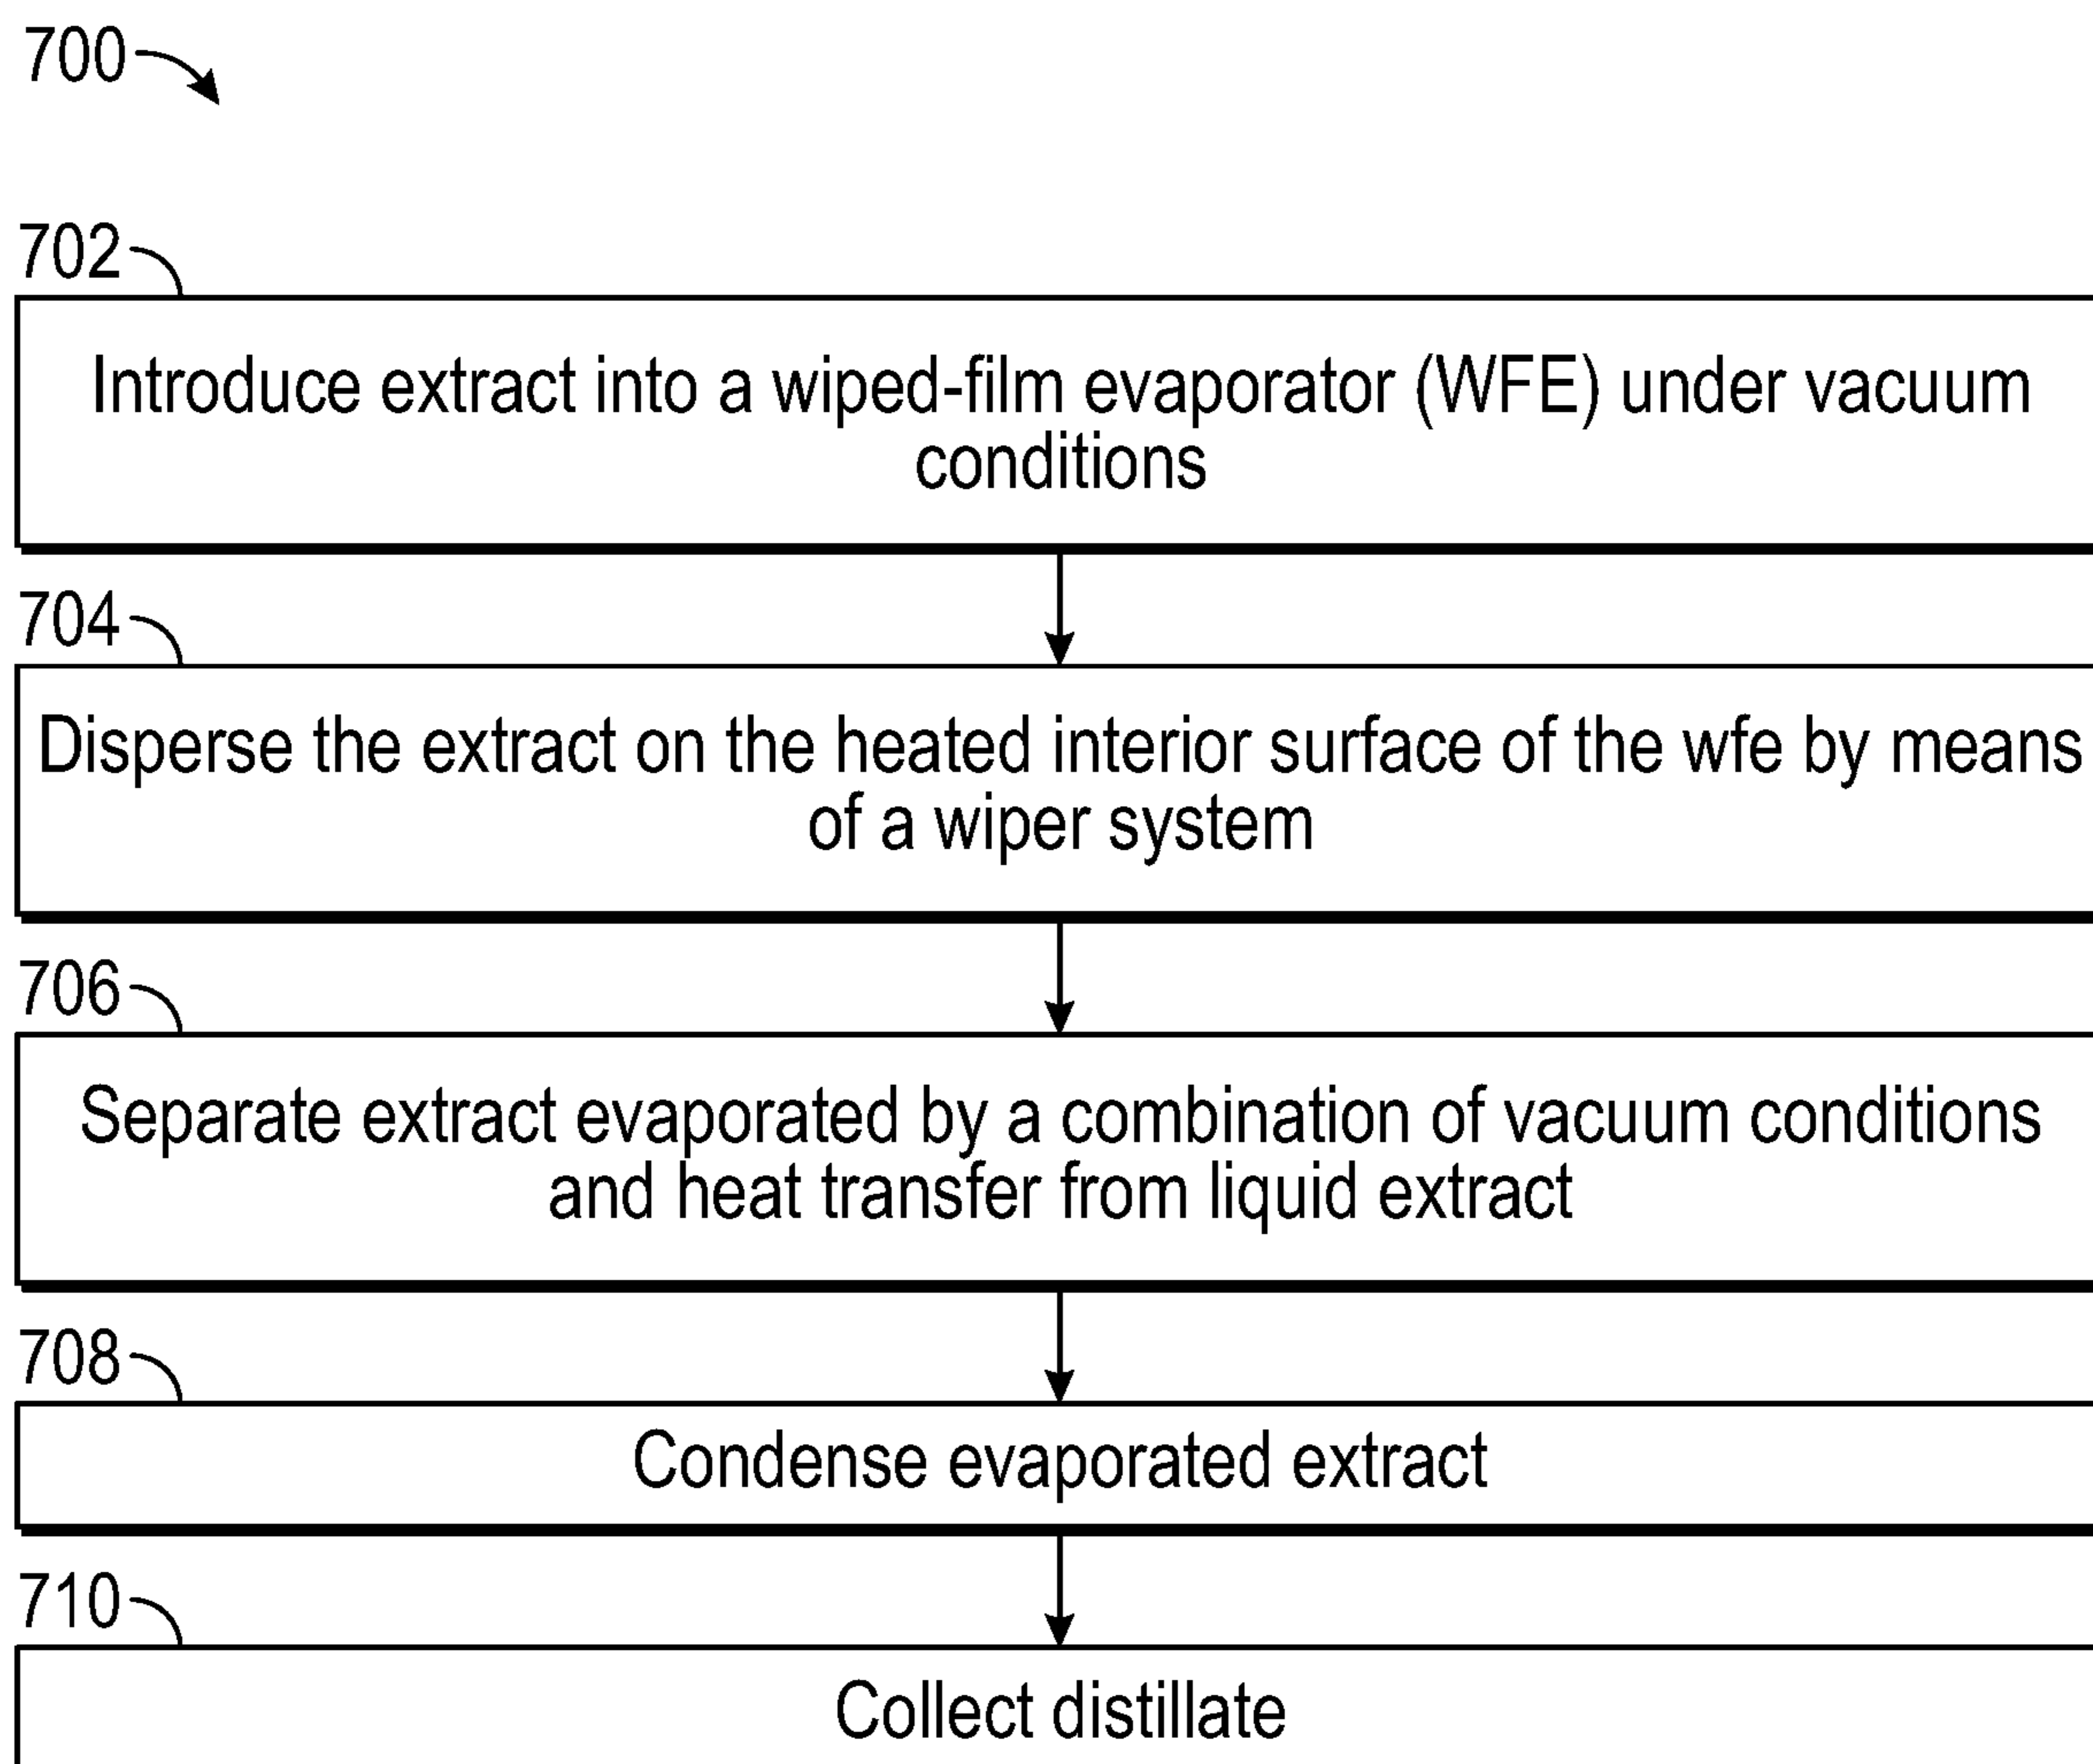 700
702
Introduce extract into a wiped-film evaporator (WFE) under vacuum
conditions
704
Disperse the extract on the heated interior surface of the wfe by means
of a wiper system
706
Separate extract evaporated by a combination of vacuum conditions
and heat transfer from liquid extract
708
Condense evaporated extract
710
Collect distillate